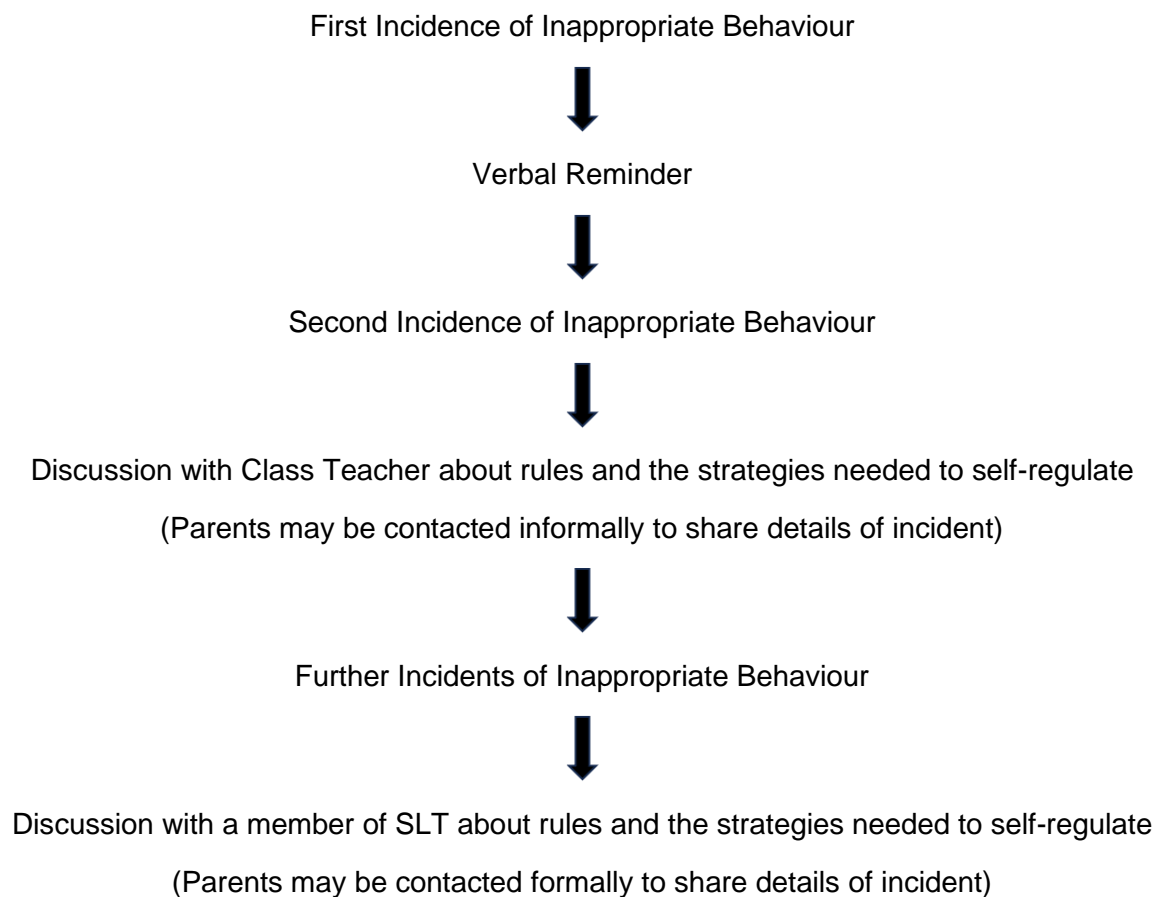 First Incidence of Inappropriate Behaviour
Verbal Reminder
Second Incidence of Inappropriate Behaviour
Discussion with Class Teacher about rules and the strategies needed to self-regulate
(Parents may be contacted informally to share details of incident)
Further Incidents of Inappropriate Behaviour
Discussion with a member of SLT about rules and the strategies needed to self-regulate
(Parents may be contacted formally to share details of incident)